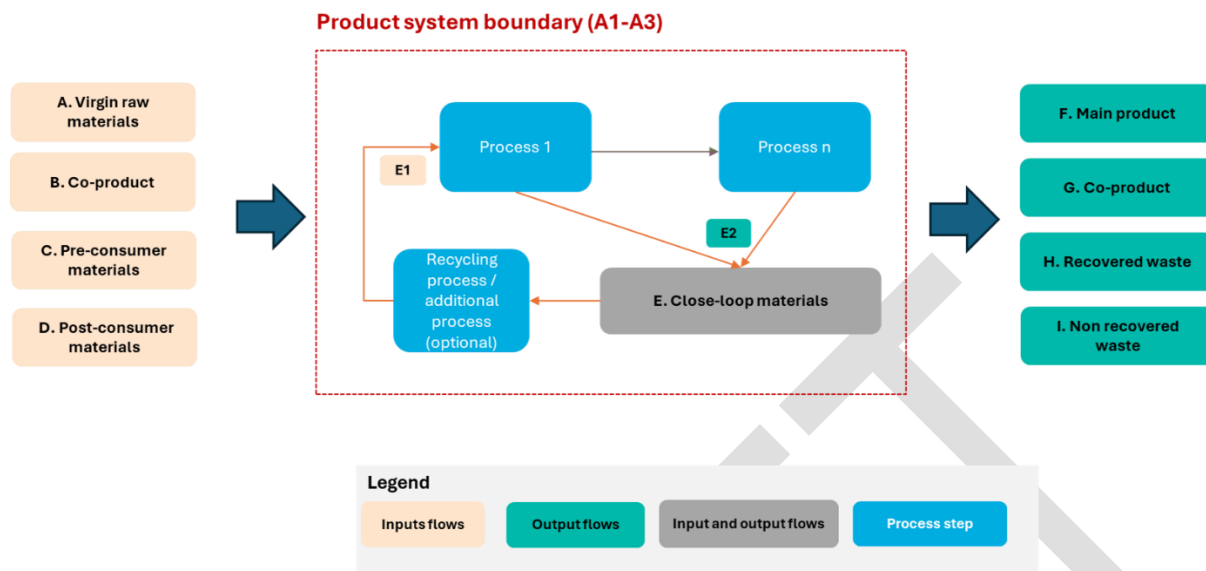 Product system boundary (A1-A3)
A. Virgin raw
materials
B. Co-product
C. Pre-consumer
materials
D. Post-consumer
materials
Process 1
Process n
E1
E2
Recycling
process /
additional
process
(optional)
E. Close-loop materials
F. Main product
G. Co-product
H. Recovered waste
I. Non recovered
waste
Legend
Inputs flows
Output flows
Input and output flows
Process step